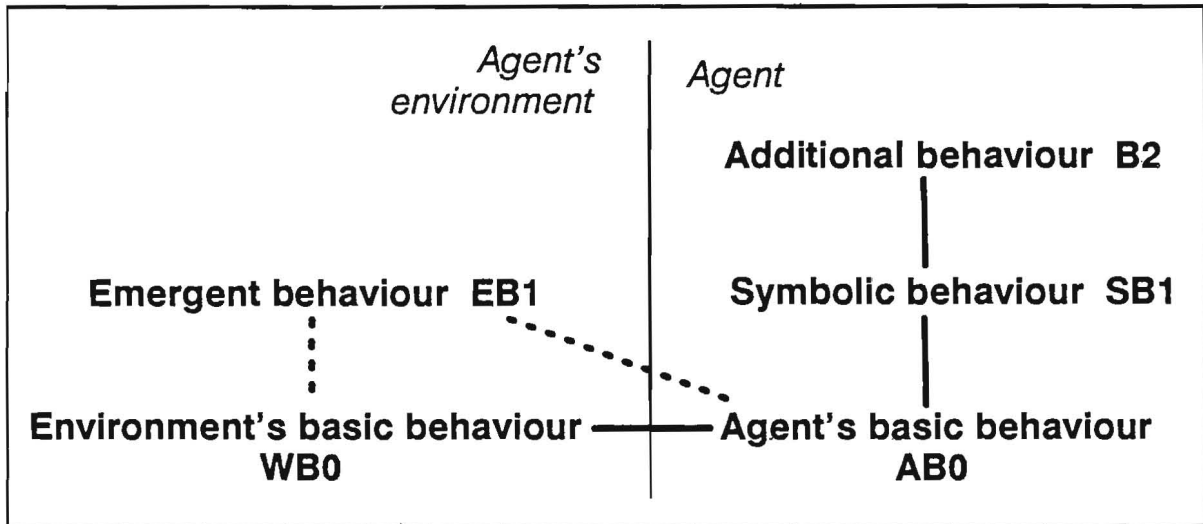 Agent's
environment
Agent
Additional behaviour B2
Emergent behaviour EB1
Symbolic behaviour SB1
Environment's basic behaviour
WB0
Agent's basic behaviour
AB0